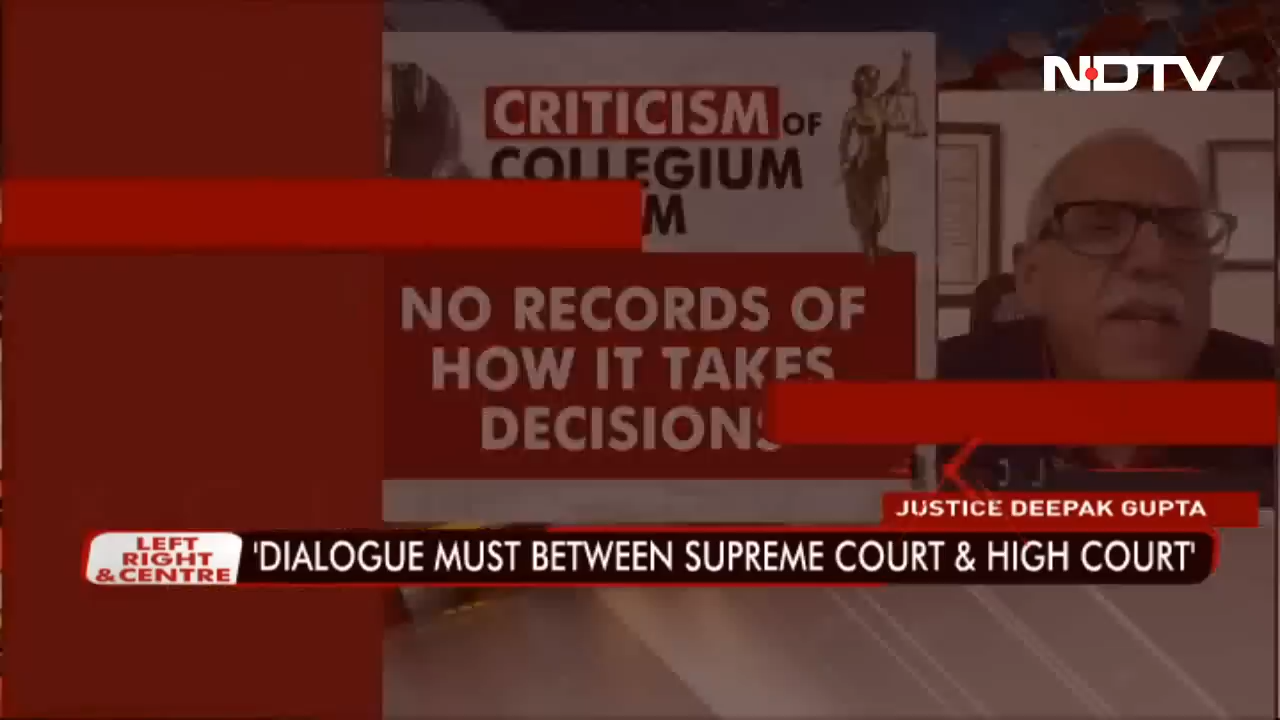 NDTV
CRITICISM OF
COLLEGIUM
M
NO RECORDS OF
HOW IT TAKES
DECISIONS
JUSTICE DEEPAK GUPTA
LEFT
RIGHT
& CENTRE
'DIALOGUE MUST BETWEEN SUPREME COURT & HIGH COURT'